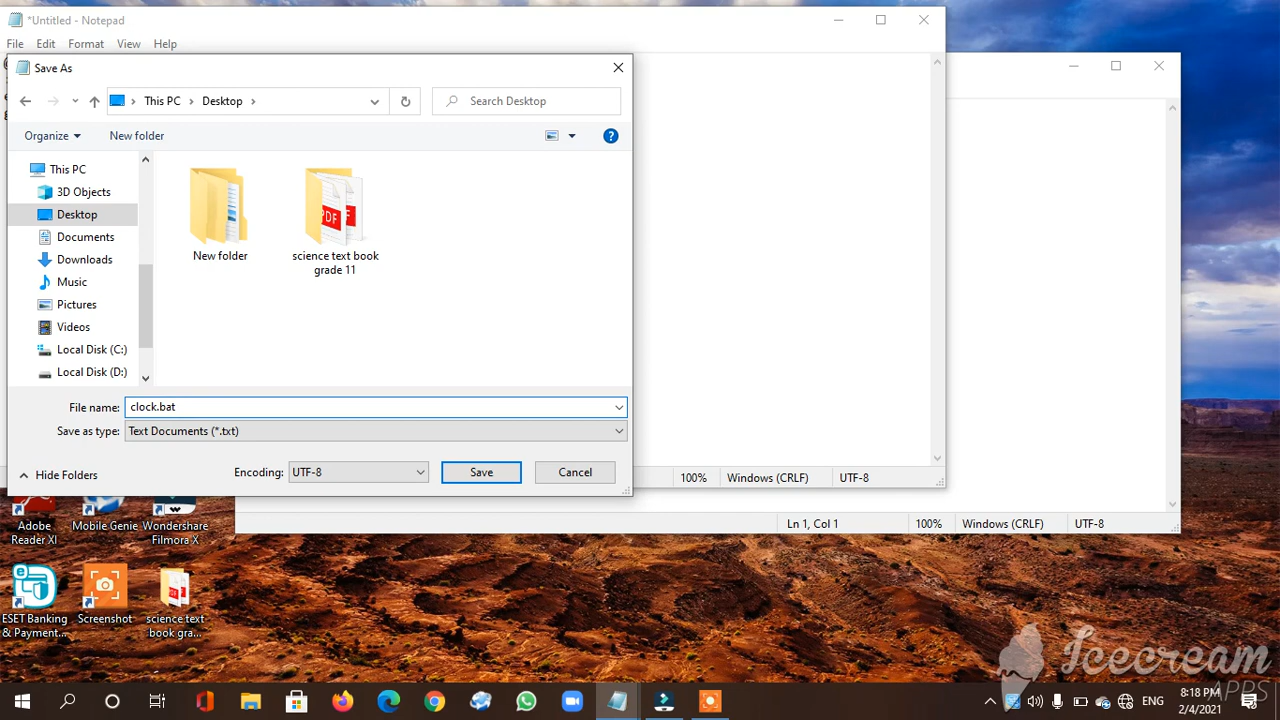 *Untitled - Notepad
File Edit Format View Help
Save As
This PC Desktop
Search Desktop
Organize New folder
This PC
3D Objects
Desktop
Documents
Downloads
Music
Pictures
Videos
Local Disk (C:)
Local Disk (D:)
PDF
New folder
science text book
grade 11
File name: clock.bat
Save as type: Text Documents (*.txt)
Hide Folders
Encoding: UTF-8
Save
Cancel
100% Windows (CRLF) UTF-8
Ln 1, Col 1 100% Windows (CRLF) UTF-8
Adobe
Reader XI
Mobile Genie
Wondershare
Filmora X
ESET Banking
& Payment...
Screenshot
science text
book gra...
Icecream
APPS
ENG
8:18 PM
2/4/2021